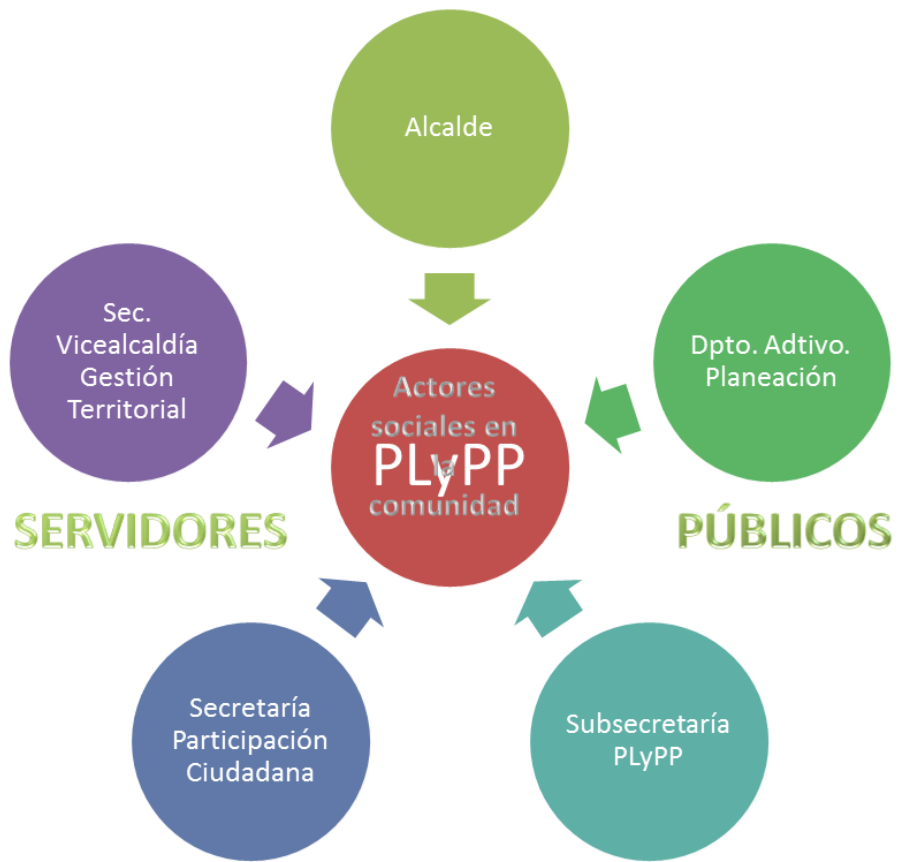 Alcalde
Sec.
Vicealcaldía
Gestión
Territorial
Dpto. Adtivo.
Planeación
Actores
sociales en
la
PLyPP
comunidad
SERVIDORES
PÚBLICOS
Secretaría
Participación
Ciudadana
Subsecretaría
PLyPP